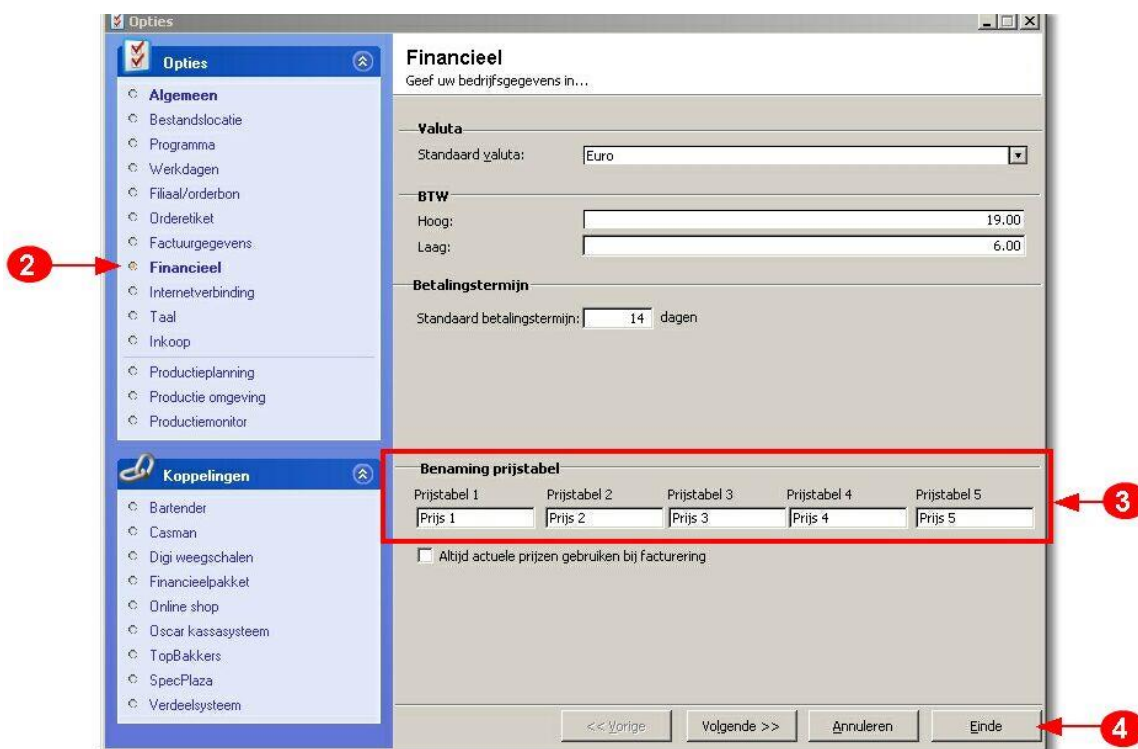 Opties
Opties
Algemeen
Bestandslocatie
Programma
Werkdagen
Filiaal/orderbon
Orderetiket
Factuurgegevens
2
Financieel
Internetverbinding
Taal
Inkoop
Productieplanning
Productie omgeving
Productiemonitor
Koppelingen
Bartender
Casman
Digi weegschalen
Financieelpakket
Online shop
Oscar kassasysteem
TopBakkers
SpecPlaza
Verdeelsysteem
Financieel
Geef uw bedrijfsgegevens in...
Valuta
Standaard valuta: Euro
BTW
Hoog: 19.00
Laag: 6.00
Betalingstermijn
Standaard betalingstermijn: 14 dagen
Benaming prijstabel
Prijstabel 1 Prijstabel 2 Prijstabel 3 Prijstabel 4 Prijstabel 5
Prijs 1 Prijs 2 Prijs 3 Prijs 4 Prijs 5
3
Altijd actuele prijzen gebruiken bij facturering
<< Vorige Volgende >> Annuleren Einde
4